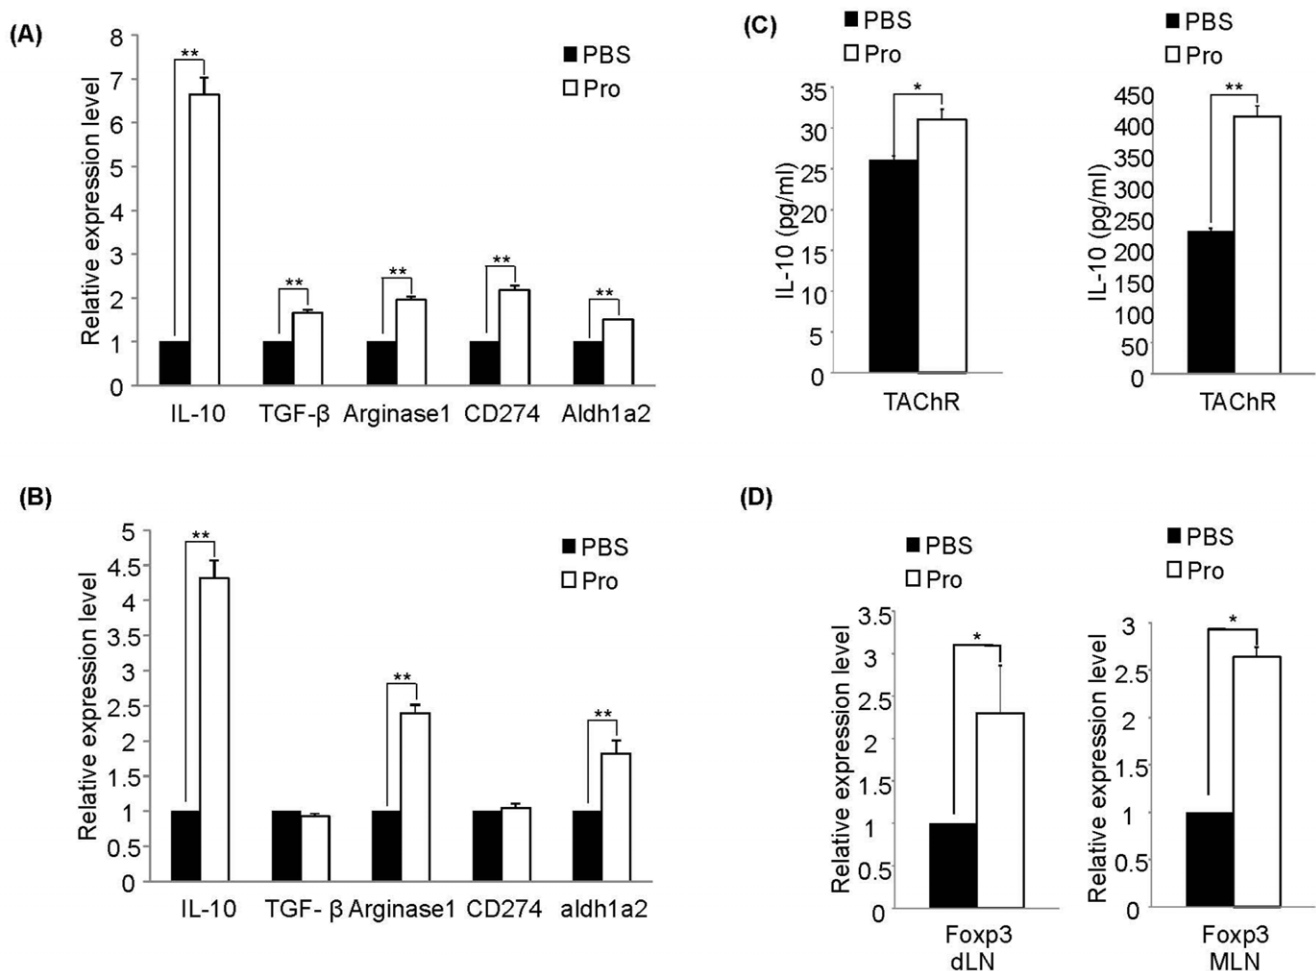 (A)
Relative expression level
8
7
6
5
4
3
2
1
0
PBS
Pro
**
**
**
**
**
IL-10 TGF-β Arginase1 CD274 Aldh1a2
(B)
Relative expression level
5
4.5
4
3.5
3
2.5
2
1.5
1
0.5
0
PBS
Pro
**
**
**
IL-10 TGF- β Arginase1 CD274 aldh1a2
(C)
PBS
Pro
IL-10 (pg/ml)
35
30
25
20
15
10
5
0
*
TAChR
PBS
Pro
IL-10 (pg/ml)
450
400
350
300
250
200
150
100
50
0
**
TAChR
(D)
PBS
Pro
Relative expression level
3.5
3
2.5
2
1.5
1
0.5
0
*
Foxp3
dLN
PBS
Pro
Relative expression level
3
2.5
2
1.5
1
0.5
0
*
Foxp3
MLN